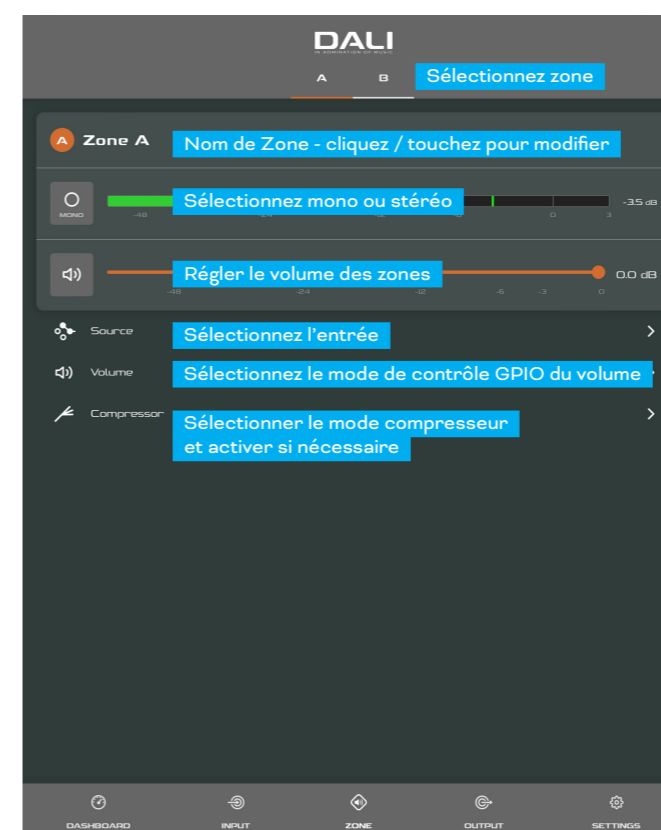 DALI
IN ADMIRATION OF MUSIC
A B Sélectionnez zone
A Zone A Nom de Zone - cliquez / touchez pour modifier
MONO Sélectionnez mono ou stéréo -3.5 dB
-48 0 3
Régler le volume des zones 0.0 dB
-48 -24 -12 -6 -3 0
Source Sélectionnez l'entrée
Volume Sélectionnez le mode de contrôle GPIO du volume
Compressor Sélectionner le mode compresseur
et activer si nécessaire
DASHBOARD INPUT ZONE OUTPUT SETTINGS